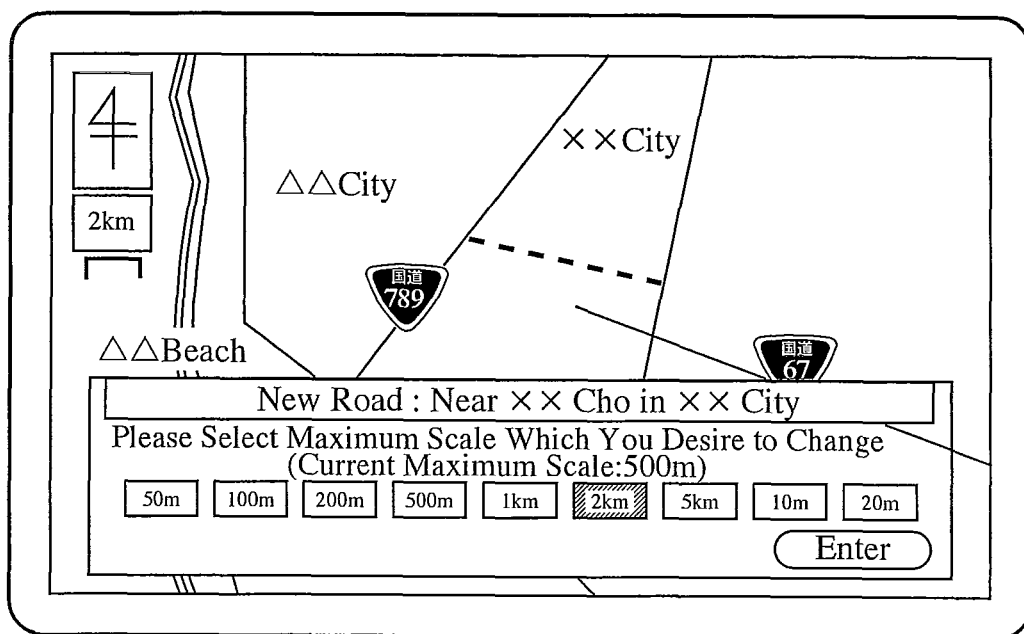 ××City
△△City
2km
国道
789
△△Beach
国道
67
New Road : Near ×× Cho in ×× City
Please Select Maximum Scale Which You Desire to Change
(Current Maximum Scale:500m)
50m 100m 200m 500m 1km 2km 5km 10m 20m
Enter